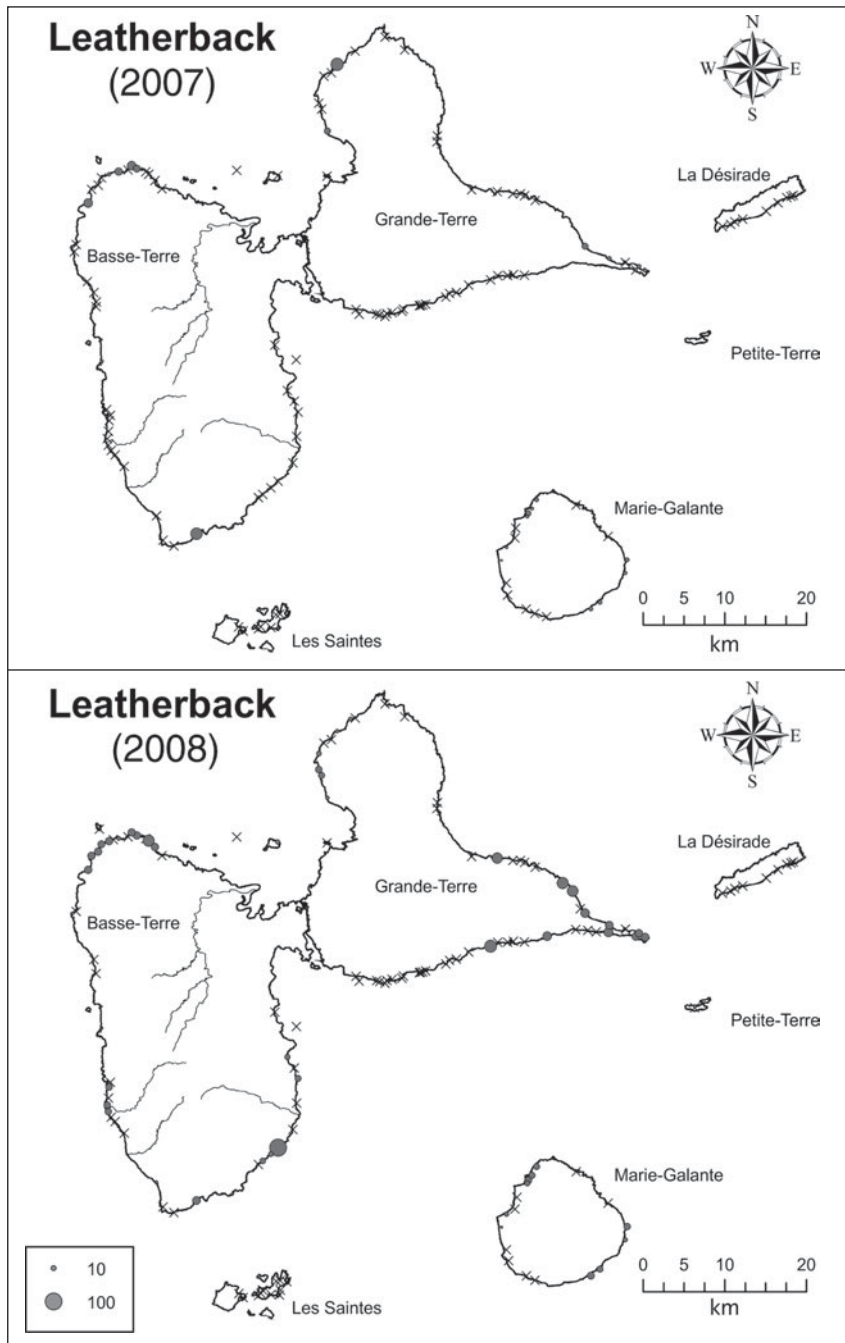 Leatherback
(2007)
N
W
E
S
La Désirade
Grande-Terre
Basse-Terre
Petite-Terre
Marie-Galante
0 5 10 20
km
Les Saintes
Leatherback
(2008)
N
W
E
S
La Désirade
Grande-Terre
Basse-Terre
Petite-Terre
Marie-Galante
0 5 10 20
km
10
100
Les Saintes